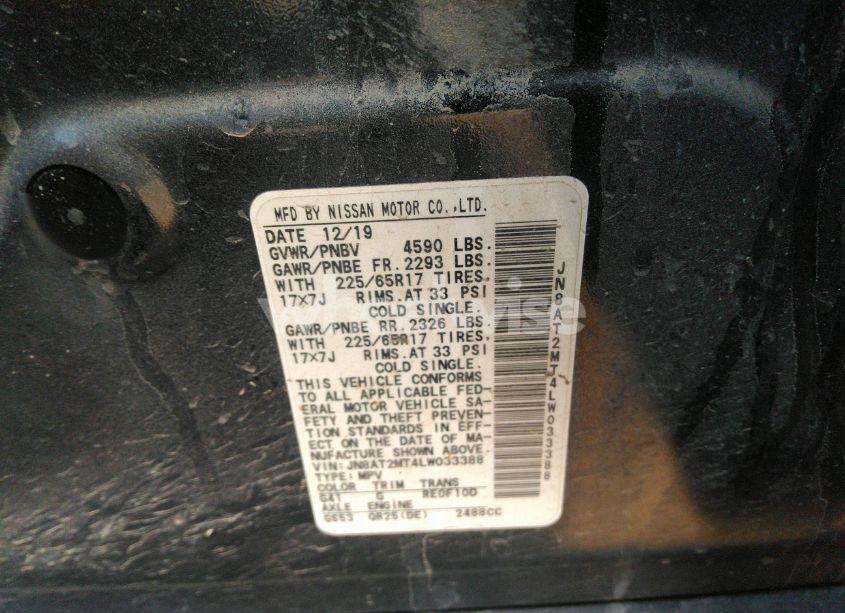 MFD BY NISSAN MOTOR CO.,LTD.
DATE 12/19
GVWR/PNBV 4590 LBS.
GAWR/PNBE FR.2293 LBS.
WITH 225/65R17 TIRES,
17X7J RIMS.AT 33 PSI
COLD SINGLE.
GAWR/PNBE RR.2326 LBS.
WITH 225/65R17 TIRES,
17X7J RIMS.AT 33 PSI
COLD SINGLE.
THIS VEHICLE CONFORMS
TO ALL APPLICABLE FED-
ERAL MOTOR VEHICLE SA-
FETY AND THEFT PREVEN-
TION STANDARDS IN EFF-
ECT ON THE DATE OF MA-
NUFACTURE SHOWN ABOVE.
VIN:JN8AT2MT4LW033388
TYPE:MPV
COLOR TRIM TRANS
G41 G RE0F10D
AXLE ENGINE
QR25(DE) 2488CC
JN8AT2MT4LW033388